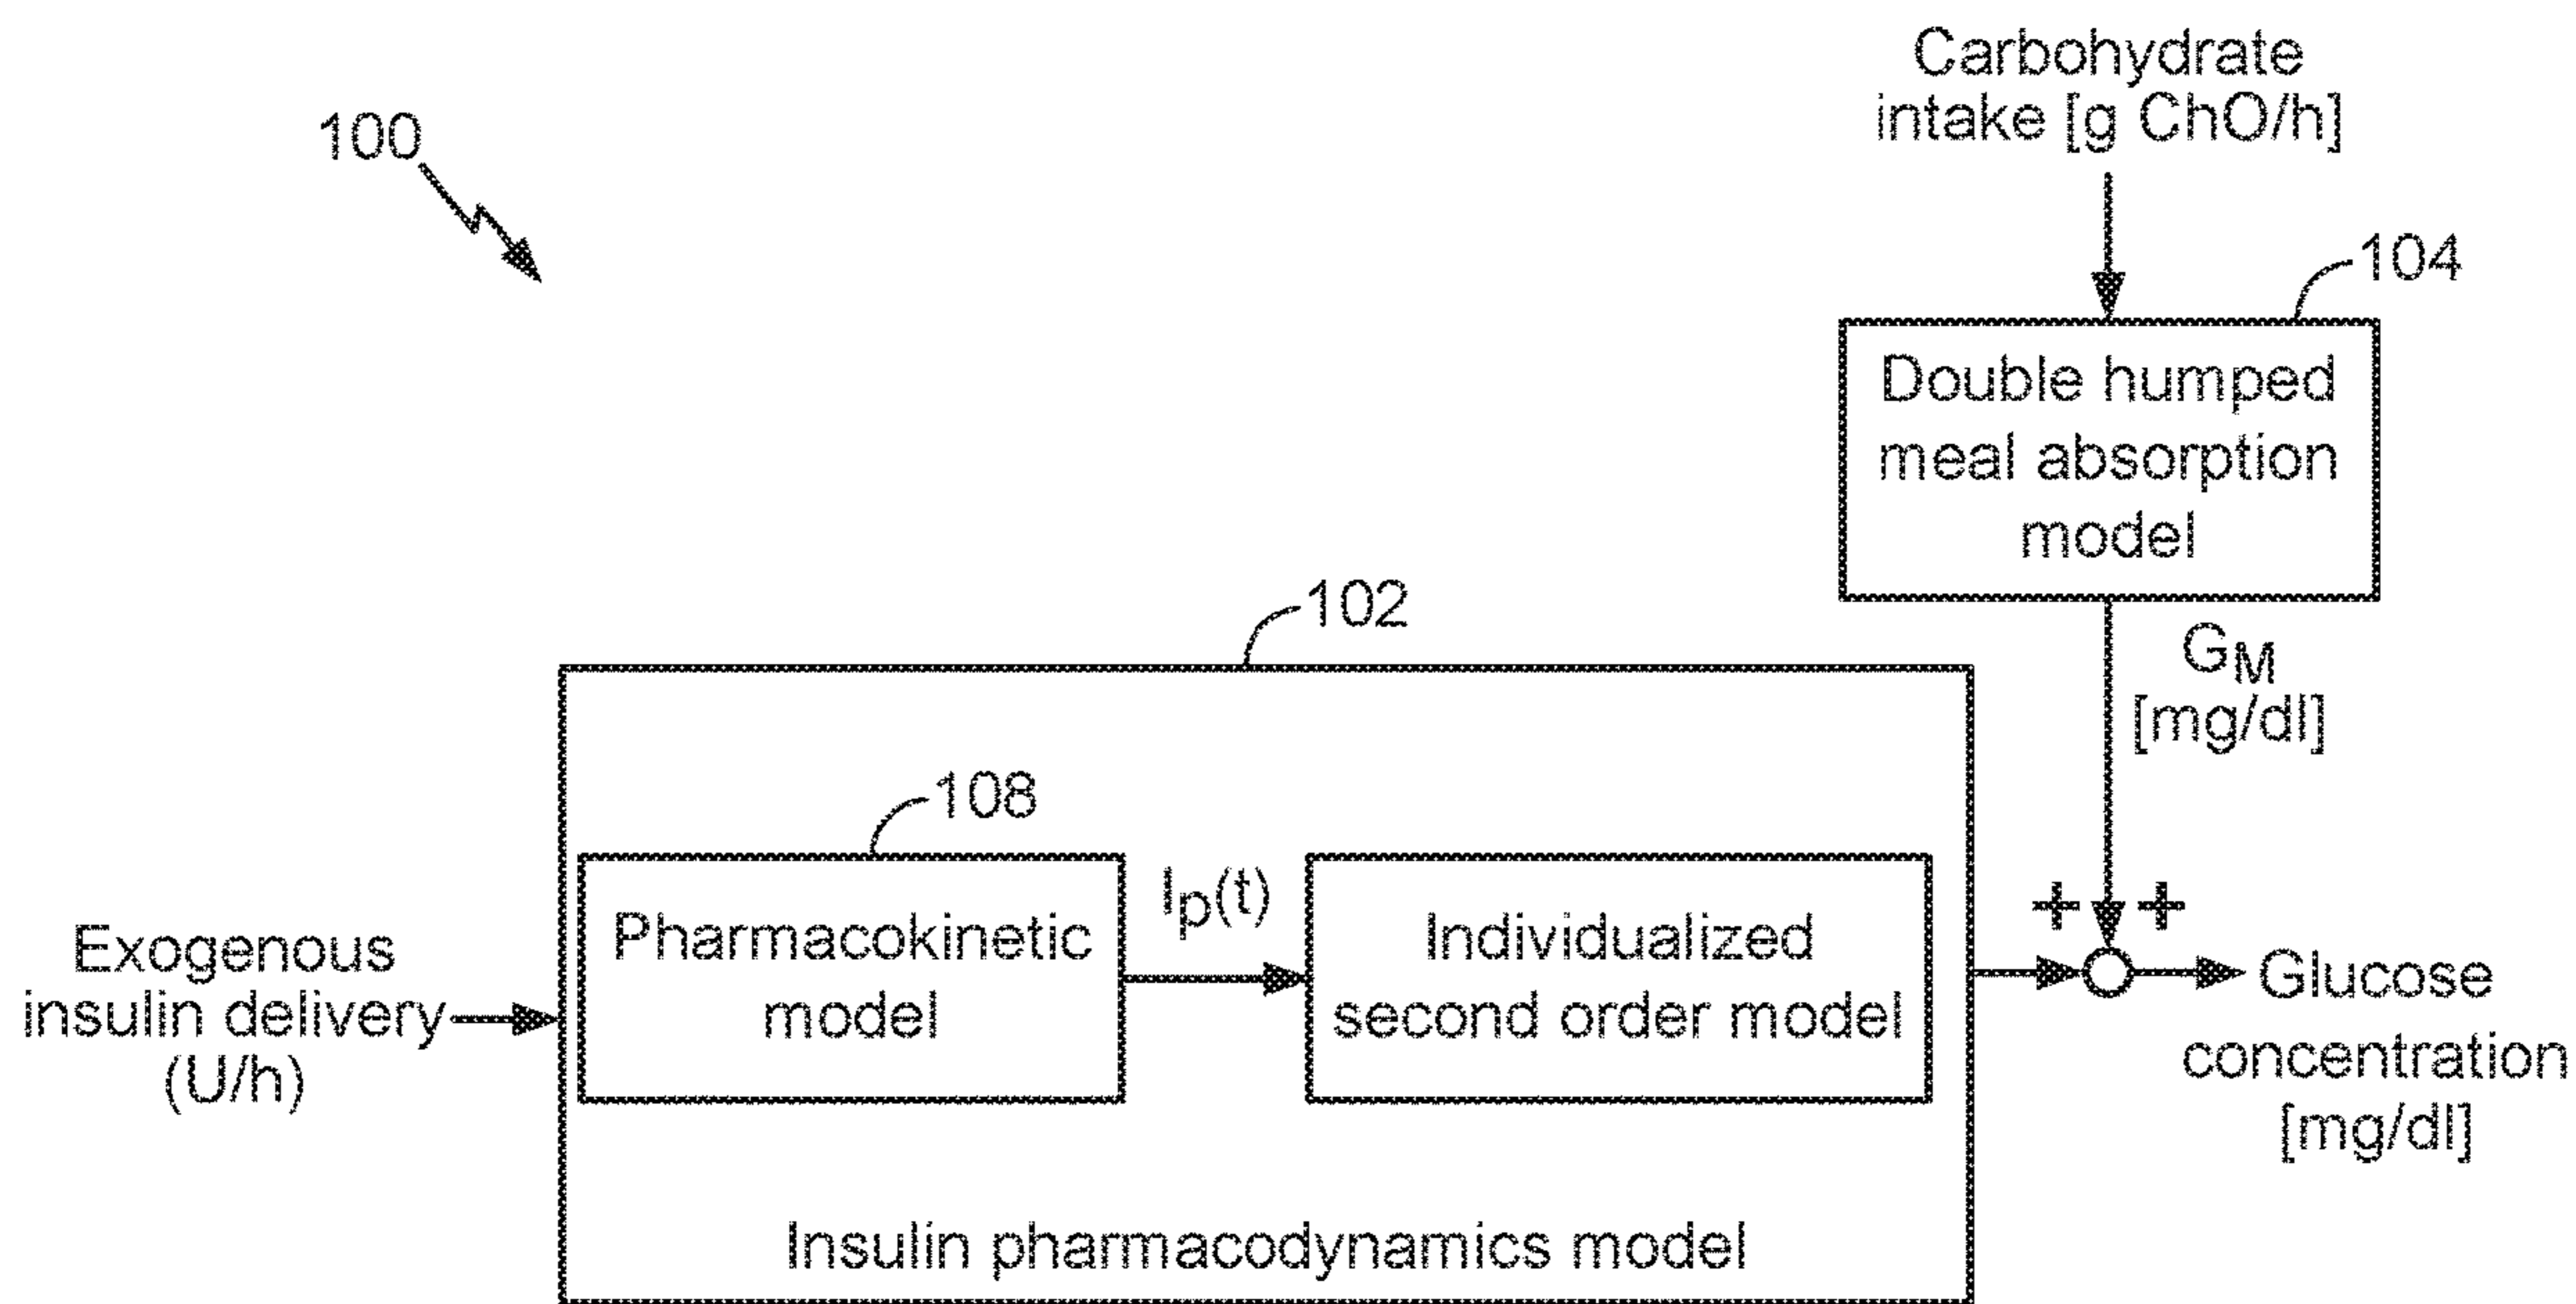 Carbohydrate
intake [g ChO/h]
100
104
Double humped
meal absorption
model
102
GM
[mg/dl]
108
Ip(t)
Pharmacokinetic
model
Individualized
second order model
+ +
Exogenous
insulin delivery
(U/h)
Glucose
concentration
[mg/dl]
Insulin pharmacodynamics model